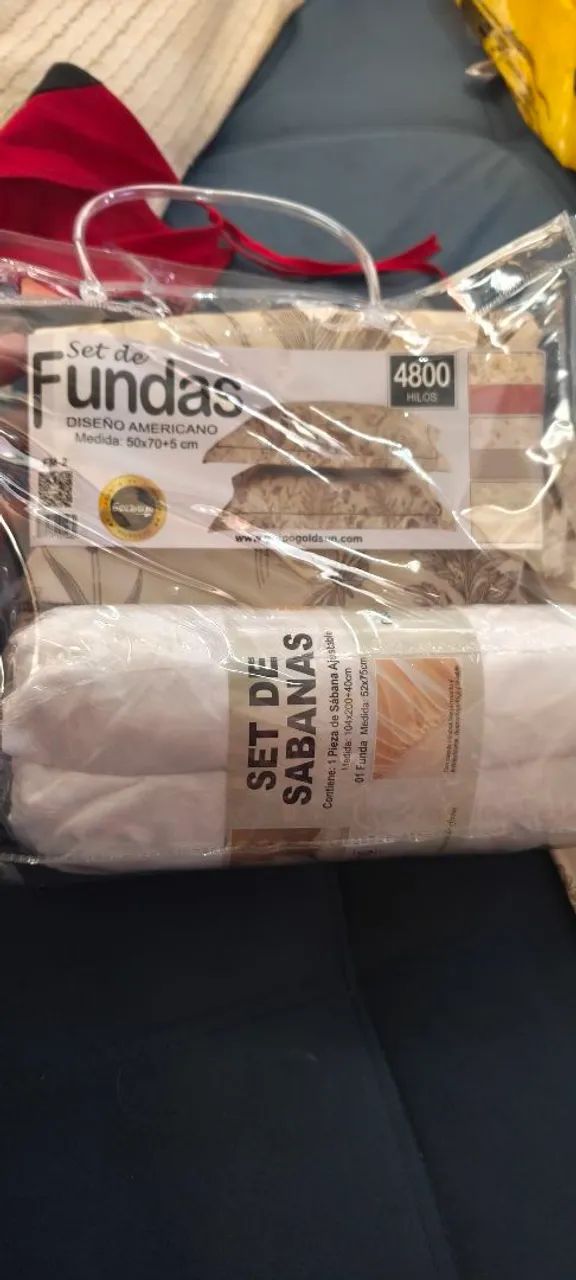 Set de
Fundas
DISEÑO AMERICANO
Medida: 50x70+5 cm
4800
HILOS
SET DE
SABANAS
Contiene: 1 Pieza de Sábana Ajustable
Medida: 104x200+40cm
01 Funda Medida: 52x75cm